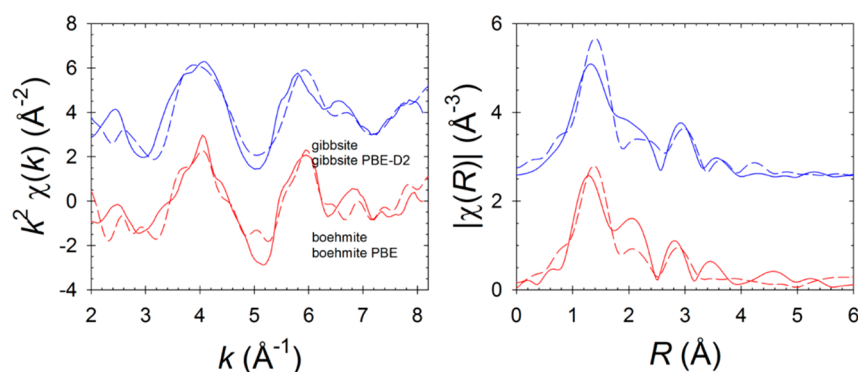 k² χ(k) (Å⁻²)
8
6
4
2
0
-2
-4
gibbsite
gibbsite PBE-D2
boehmite
boehmite PBE
2 3 4 5 6 7 8
k (Å⁻¹)
|χ(R)| (Å⁻³)
6
4
2
0
0 1 2 3 4 5 6
R (Å)